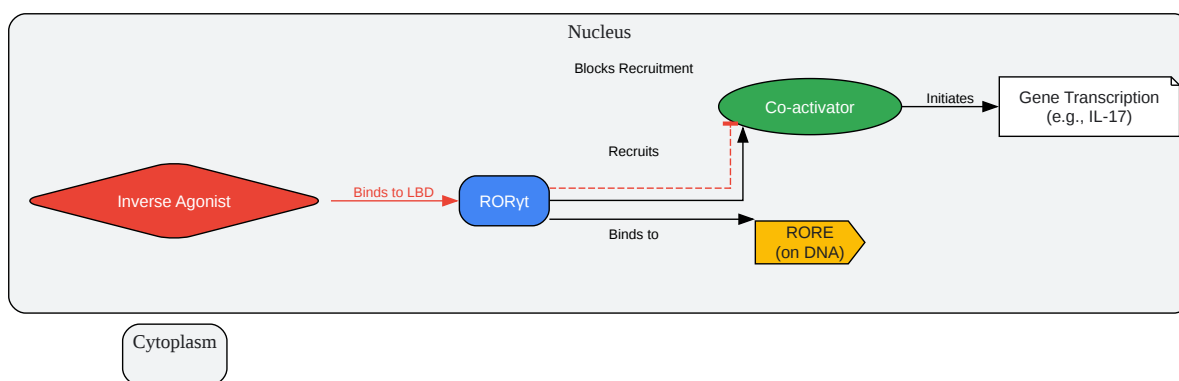 Nucleus
Blocks Recruitment
Co-activator
Initiates
Gene Transcription
(e.g., IL-17)
Recruits
Inverse Agonist
Binds to LBD
RORγt
Binds to
RORE
(on DNA)
Cytoplasm